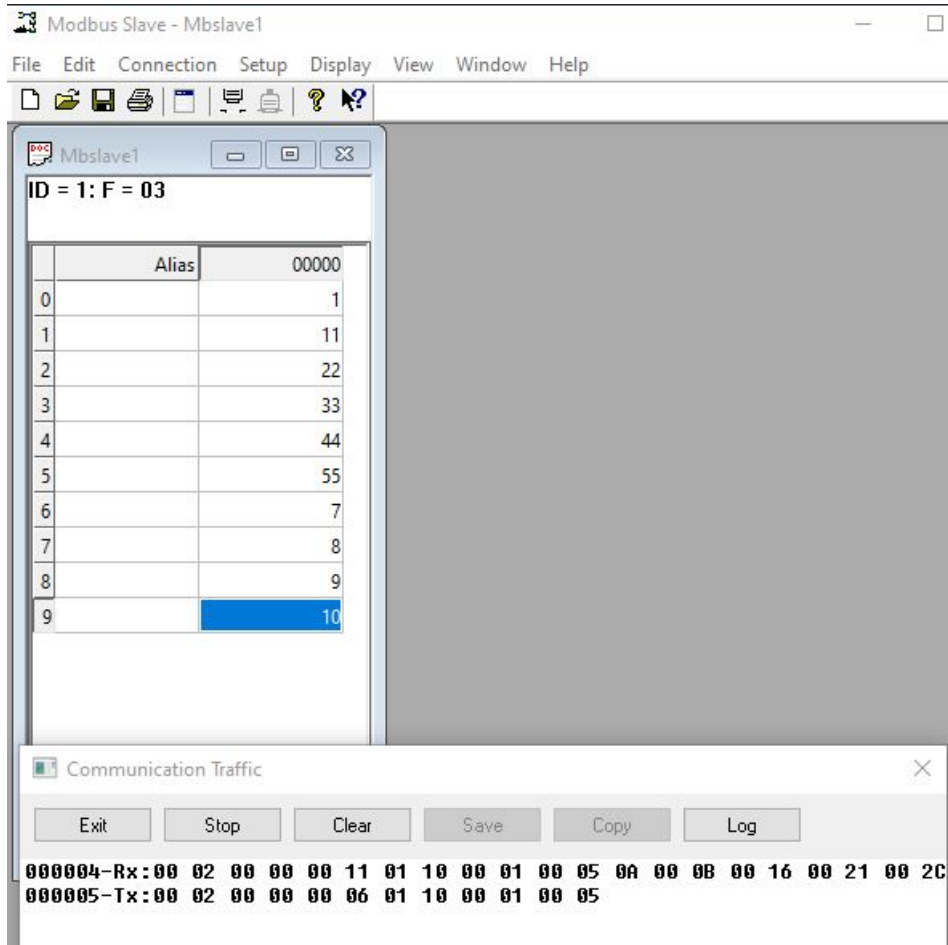 Modbus Slave - Mbslave1
File Edit Connection Setup Display View Window Help
Mbslave1
ID = 1: F = 03
Alias 00000
0 1
1 11
2 22
3 33
4 44
5 55
6 7
7 8
8 9
9 10
Communication Traffic
Exit Stop Clear Save Copy Log
000004-Rx:00 02 00 00 00 11 01 10 00 01 00 05 0A 00 0B 00 16 00 21 00 2C
000005-Tx:00 02 00 00 00 06 01 10 00 01 00 05